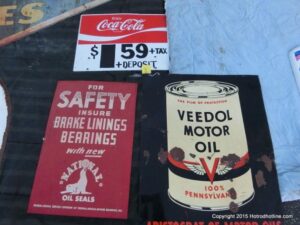 Enjoy
Coca-Cola
$1 59 +TAX
+DEPOSIT
FOR
SAFETY
INSURE
BRAKE LININGS
BEARINGS
with new
NATIONAL
OIL SEALS
THE FILM OF PROTECTION
VEEDOL
MOTOR
OIL
100%
PENNSYLVANIA
Copyright 2015 Hotrodhotline.com